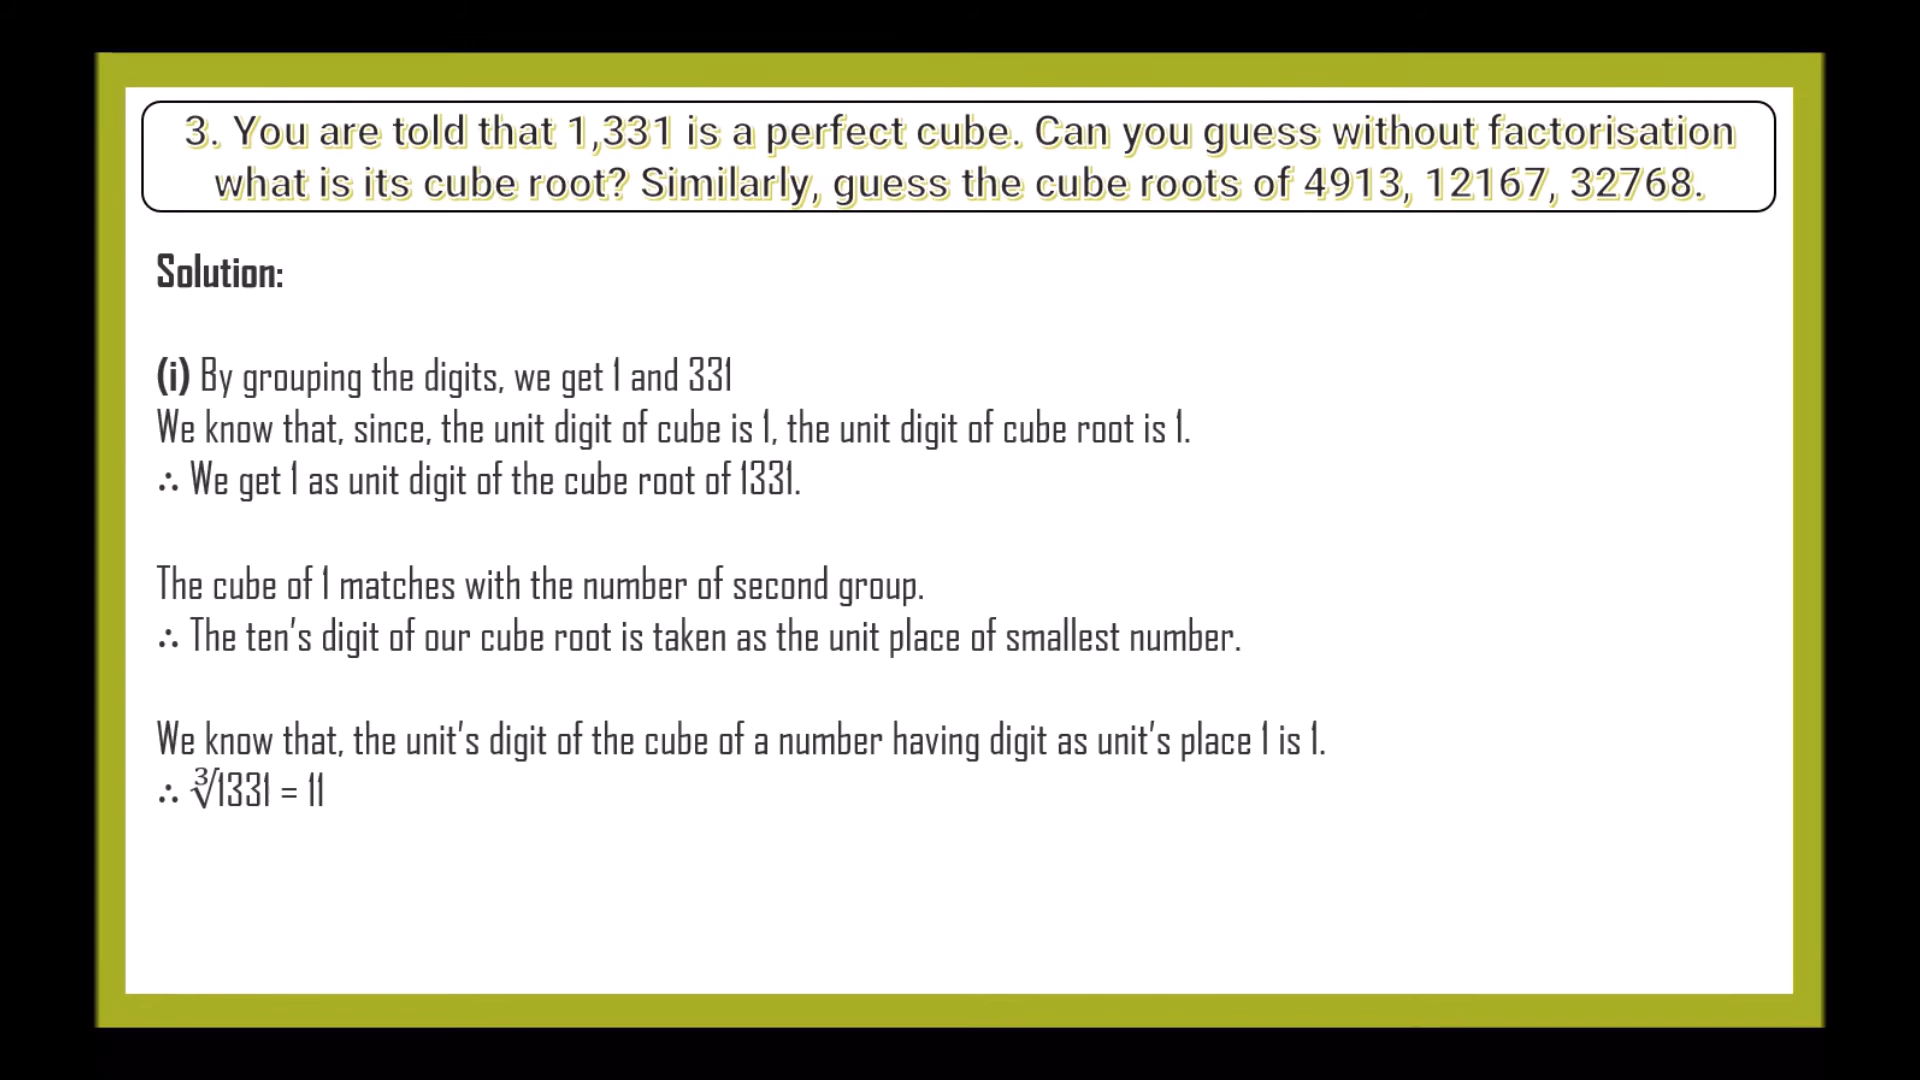 3. You are told that 1,331 is a perfect cube. Can you guess without factorisation
what is its cube root? Similarly, guess the cube roots of 4913, 12167, 32768.
Solution:
(i) By grouping the digits, we get 1 and 331
We know that, since, the unit digit of cube is 1, the unit digit of cube root is 1.
∴ We get 1 as unit digit of the cube root of 1331.
The cube of 1 matches with the number of second group.
∴ The ten's digit of our cube root is taken as the unit place of smallest number.
We know that, the unit's digit of the cube of a number having digit as unit's place 1 is 1.
∴ ∛1331 = 11